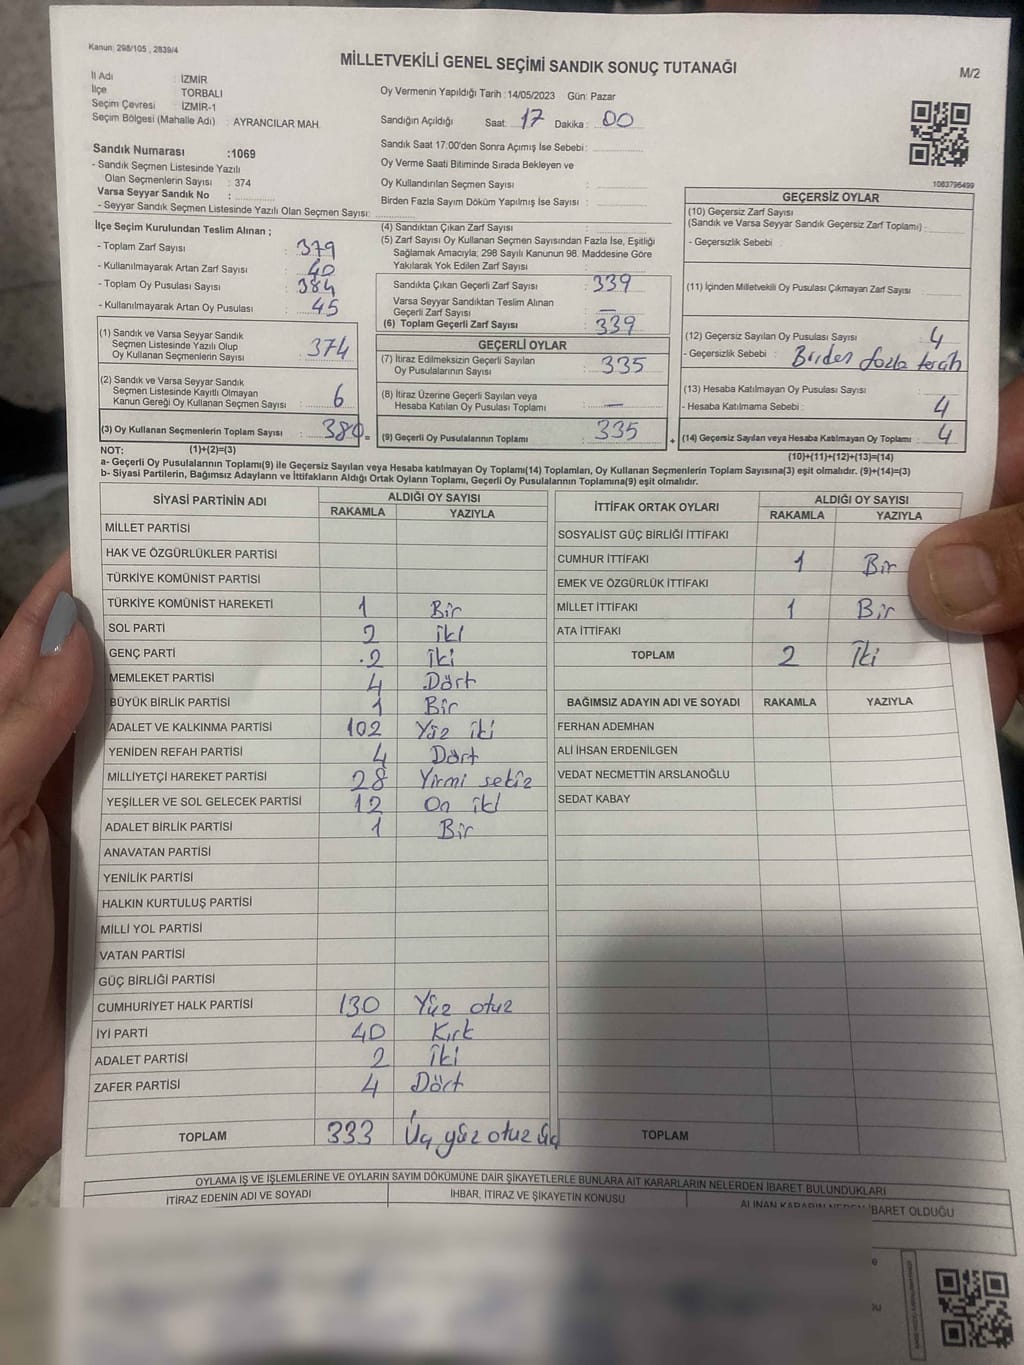 Kanun: 298/105 , 2839/4
MİLLETVEKİLİ GENEL SEÇİMİ SANDIK SONUÇ TUTANAĞI
M/2
İl Adı : İZMİR
İlçe : TORBALI
Seçim Çevresi : İZMİR-1
Seçim Bölgesi (Mahalle Adı) : AYRANCILAR MAH.
Oy Vermenin Yapıldığı Tarih : 14/05/2023 Gün: Pazar
Sandığın Açıldığı Saat: 17 Dakika : 00
Sandık Saat 17:00'den Sonra Açımış İse Sebebi :
Oy Verme Saati Bitiminde Sırada Bekleyen ve
Oy Kullandırılan Seçmen Sayısı :
Birden Fazla Sayım Döküm Yapılmış İse Sayısı :
1083796499
Sandık Numarası :1069
- Sandık Seçmen Listesinde Yazılı
Olan Seçmenlerin Sayısı : 374
Varsa Seyyar Sandık No :
- Seyyar Sandık Seçmen Listesinde Yazılı Olan Seçmen Sayısı:
İlçe Seçim Kurulundan Teslim Alınan ;
- Toplam Zarf Sayısı : 379
- Kullanılmayarak Artan Zarf Sayısı : 40
- Toplam Oy Pusulası Sayısı : 384
- Kullanılmayarak Artan Oy Pusulası : 45
(1) Sandık ve Varsa Seyyar Sandık
Seçmen Listesinde Yazılı Olup
Oy Kullanan Seçmenlerin Sayısı : 374
(2) Sandık ve Varsa Seyyar Sandık
Seçmen Listesinde Kayıtlı Olmayan
Kanun Gereği Oy Kullanan Seçmen Sayısı : 6
(3) Oy Kullanan Seçmenlerin Toplam Sayısı : 380 =
(4) Sandıktan Çıkan Zarf Sayısı :
(5) Zarf Sayısı Oy Kullanan Seçmen Sayısından Fazla İse, Eşitliği
Sağlamak Amacıyla, 298 Sayılı Kanunun 98. Maddesine Göre
Yakılarak Yok Edilen Zarf Sayısı :
Sandıkta Çıkan Geçerli Zarf Sayısı : 339
Varsa Seyyar Sandıktan Teslim Alınan
Geçerli Zarf Sayısı : —
(6) Toplam Geçerli Zarf Sayısı : 339
GEÇERLİ OYLAR
(7) İtiraz Edilmeksizin Geçerli Sayılan
Oy Pusulalarının Sayısı : 335
(8) İtiraz Üzerine Geçerli Sayılan veya
Hesaba Katılan Oy Pusulası Toplamı : —
(9) Geçerli Oy Pusulalarının Toplamı : 335 +
GEÇERSİZ OYLAR
(10) Geçersiz Zarf Sayısı
(Sandık ve Varsa Seyyar Sandık Geçersiz Zarf Toplamı) :
- Geçersizlik Sebebi :
(11) İçinden Milletvekili Oy Pusulası Çıkmayan Zarf Sayısı :
(12) Geçersiz Sayılan Oy Pusulası Sayısı : 4
- Geçersizlik Sebebi : Birden fazla tercih
(13) Hesaba Katılmayan Oy Pusulası Sayısı :
- Hesaba Katılmama Sebebi : 4
(14) Geçersiz Sayılan veya Hesaba Katılmayan Oy Toplamı : 4
NOT: (1)+(2)=(3) (10)+(11)+(12)+(13)=(14)
a- Geçerli Oy Pusulalarının Toplamı(9) ile Geçersiz Sayılan veya Hesaba katılmayan Oy Toplamı(14) Toplamları, Oy Kullanan Seçmenlerin Toplam Sayısına(3) eşit olmalıdır. (9)+(14)=(3)
b- Siyasi Partilerin, Bağımsız Adayların ve İttifakların Aldığı Ortak Oyların Toplamı, Geçerli Oy Pusulalarının Toplamına(9) eşit olmalıdır.
SİYASİ PARTİNİN ADI ALDIĞI OY SAYISI
RAKAMLA YAZIYLA
MİLLET PARTİSİ
HAK VE ÖZGÜRLÜKLER PARTİSİ
TÜRKİYE KOMÜNİST PARTİSİ
TÜRKİYE KOMÜNİST HAREKETİ 1 Bir
SOL PARTİ 2 iki
GENÇ PARTİ 2 iki
MEMLEKET PARTİSİ 4 Dört
BÜYÜK BİRLİK PARTİSİ 1 Bir
ADALET VE KALKINMA PARTİSİ 102 Yüz iki
YENİDEN REFAH PARTİSİ 4 Dört
MİLLİYETÇİ HAREKET PARTİSİ 28 Yirmi sekiz
YEŞİLLER VE SOL GELECEK PARTİSİ 12 On iki
ADALET BİRLİK PARTİSİ 1 Bir
ANAVATAN PARTİSİ
YENİLİK PARTİSİ
HALKIN KURTULUŞ PARTİSİ
MİLLİ YOL PARTİSİ
VATAN PARTİSİ
GÜÇ BİRLİĞİ PARTİSİ
CUMHURİYET HALK PARTİSİ 130 Yüz otuz
İYİ PARTİ 40 Kırk
ADALET PARTİSİ 2 iki
ZAFER PARTİSİ 4 Dört
TOPLAM 333 Üç yüz otuz üç
İTTİFAK ORTAK OYLARI ALDIĞI OY SAYISI
RAKAMLA YAZIYLA
SOSYALİST GÜÇ BİRLİĞİ İTTİFAKI
CUMHUR İTTİFAKI 1 Bir
EMEK VE ÖZGÜRLÜK İTTİFAKI
MİLLET İTTİFAKI 1 Bir
ATA İTTİFAKI
TOPLAM 2 İki
BAĞIMSIZ ADAYIN ADI VE SOYADI RAKAMLA YAZIYLA
FERHAN ADEMHAN
ALİ İHSAN ERDENİLGEN
VEDAT NECMETTİN ARSLANOĞLU
SEDAT KABAY
TOPLAM
OYLAMA İŞ VE İŞLEMLERİNE VE OYLARIN SAYIM DÖKÜMÜNE DAİR ŞİKAYETLERLE BUNLARA AİT KARARLARIN NELERDEN İBARET BULUNDUKLARI
İTİRAZ EDENİN ADI VE SOYADI İHBAR, İTİRAZ VE ŞİKAYETİN KONUSU ALINAN KARARIN NEDEN İBARET OLDUĞU